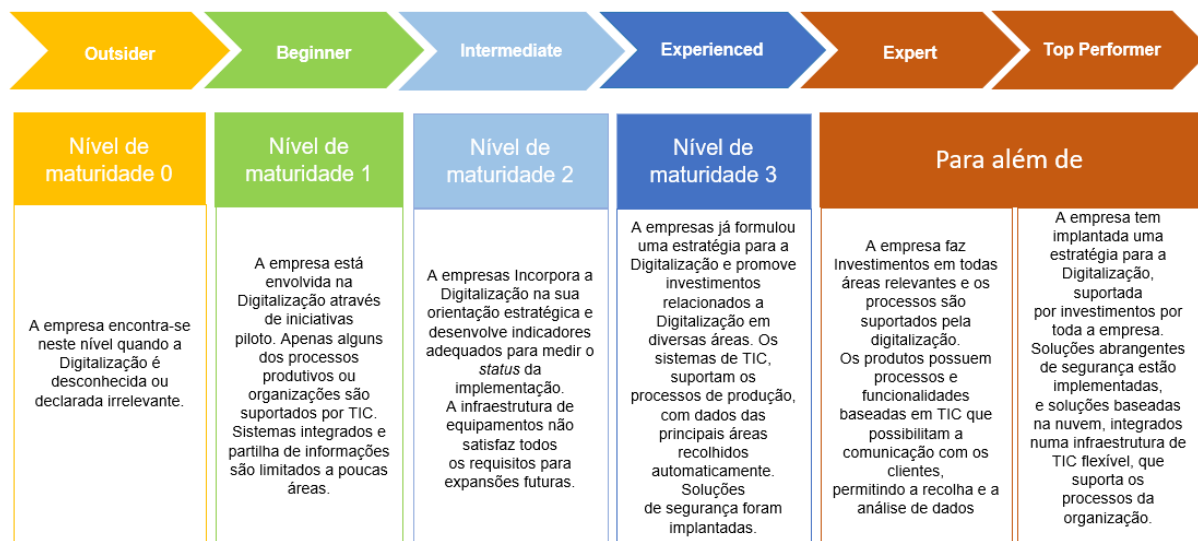 Outsider
Beginner
Intermediate
Experienced
Expert
Top Performer
Nível de
maturidade 0
Nível de
maturidade 1
Nível de
maturidade 2
Nível de
maturidade 3
Para além de
A empresa encontra-se
neste nível quando a
Digitalização é
desconhecida ou
declarada irrelevante.
A empresa está
envolvida na
Digitalização através
de iniciativas
piloto. Apenas alguns
dos processos
produtivos ou
organizações são
suportados por TIC.
Sistemas integrados e
partilha de informações
são limitados a poucas
áreas.
A empresas Incorpora a
Digitalização na sua
orientação estratégica e
desenvolve indicadores
adequados para medir o
status da
implementação.
A infraestrutura de
equipamentos não
satisfaz todos
os requisitos para
expansões futuras.
A empresas já formulou
uma estratégia para a
Digitalização e promove
investimentos
relacionados a
Digitalização em
diversas áreas. Os
sistemas de TIC,
suportam os
processos de produção,
com dados das
principais áreas
recolhidos
automaticamente.
Soluções
de segurança foram
implantadas.
A empresa faz
Investimentos em todas
áreas relevantes e os
processos são
suportados pela
digitalização.
Os produtos possuem
processos e
funcionalidades
baseadas em TIC que
possibilitam a
comunicação com os
clientes,
permitindo a recolha e a
análise de dados
A empresa tem
implantada uma
estratégia para a
Digitalização,
suportada
por investimentos por
toda a empresa.
Soluções abrangentes
de segurança estão
implementadas,
e soluções baseadas
na nuvem, integrados
numa infraestrutura de
TIC flexível, que
suporta os
processos da
organização.